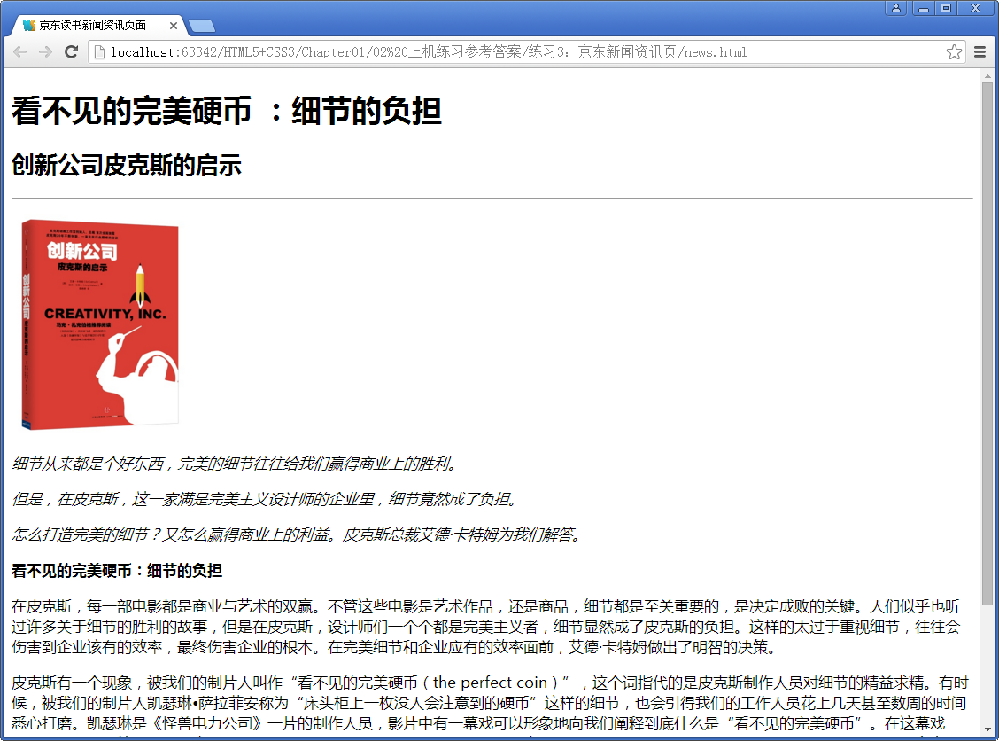 京东读书新闻资讯页面
localhost:63342/HTML5+CSS3/Chapter01/02%20上机练习参考答案/练习3：京东新闻资讯页/news.html
看不见的完美硬币 ：细节的负担
创新公司皮克斯的启示
创新公司
皮克斯的启示
创新公司
CREATIVITY, INC.
马克·扎克伯格推荐阅读
细节从来都是个好东西，完美的细节往往给我们赢得商业上的胜利。
但是，在皮克斯，这一家满是完美主义设计师的企业里，细节竟然成了负担。
怎么打造完美的细节？又怎么赢得商业上的利益。皮克斯总裁艾德·卡特姆为我们解答。
看不见的完美硬币：细节的负担
在皮克斯，每一部电影都是商业与艺术的双赢。不管这些电影是艺术作品，还是商品，细节都是至关重要的，是决定成败的关键。人们似乎也听
过许多关于细节的胜利的故事，但是在皮克斯，设计师们一个个都是完美主义者，细节显然成了皮克斯的负担。这样的太过于重视细节，往往会
伤害到企业该有的效率，最终伤害企业的根本。在完美细节和企业应有的效率面前，艾德·卡特姆做出了明智的决策。
皮克斯有一个现象，被我们的制片人叫作“看不见的完美硬币（the perfect coin）”，这个词指代的是皮克斯制作人员对细节的精益求精。有时
候，被我们的制片人凯瑟琳•萨拉菲安称为“床头柜上一枚没人会注意到的硬币”这样的细节，也会引得我们的工作人员花上几天甚至数周的时间
悉心打磨。凯瑟琳是《怪兽电力公司》一片的制作人员，影片中有一幕戏可以形象地向我们阐释到底什么是“看不见的完美硬币”。在这幕戏